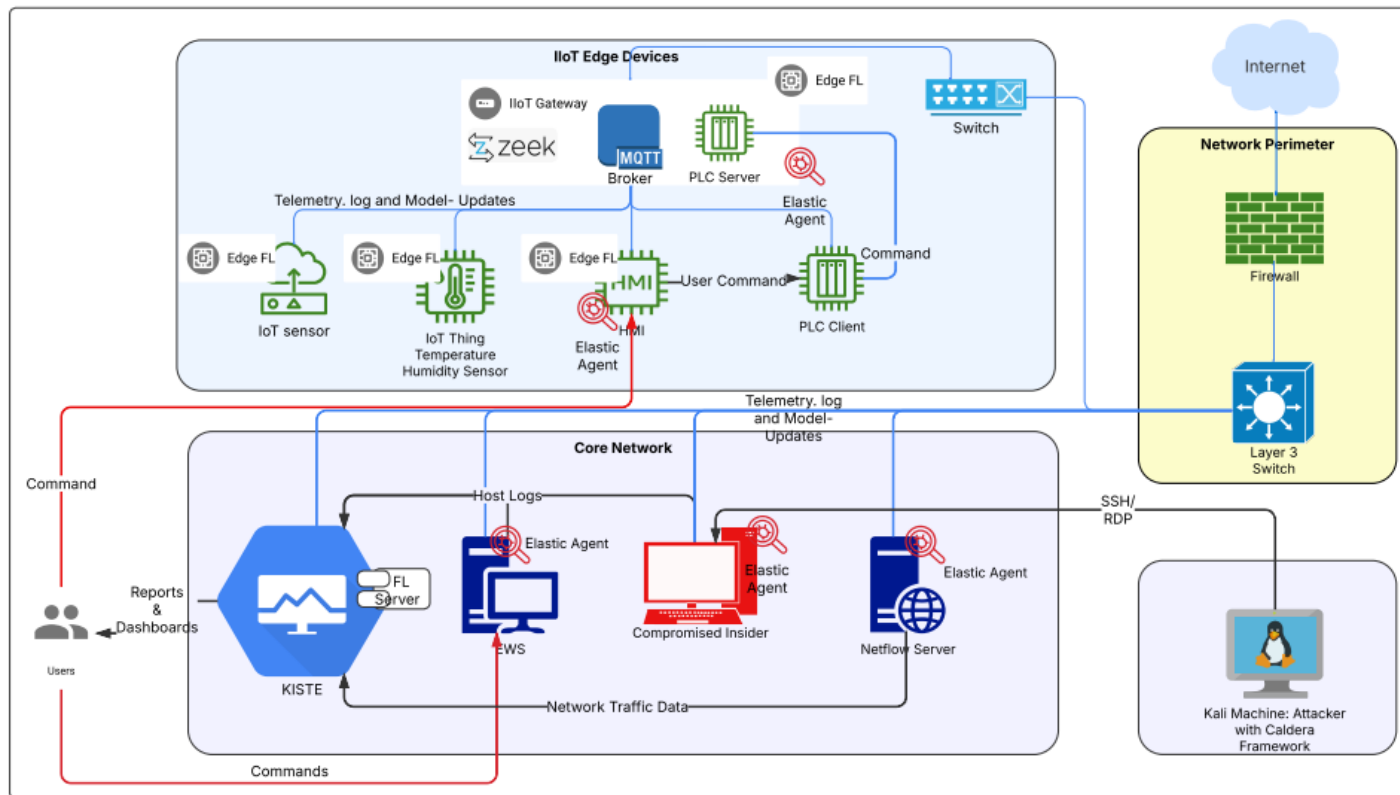 IIoT Edge Devices
Edge FL
IIoT Gateway
zeek
MQTT
Broker
PLC Server
Switch
Elastic
Agent
Telemetry. log and Model- Updates
Edge FL
Edge FL
Edge FL
Command
HMI
User Command
IoT sensor
IoT Thing
Temperature
Humidity Sensor
HMI
Elastic
Agent
PLC Client
Internet
Network Perimeter
Firewall
Layer 3
Switch
Telemetry. log
and Model-
Updates
Core Network
Command
Host Logs
SSH/
RDP
Elastic Agent
Elastic
Agent
Elastic Agent
FL
Server
Reports
&
Dashboards
Users
KISTE
EWS
Compromised Insider
Netflow Server
Network Traffic Data
Kali Machine: Attacker
with Caldera
Framework
Commands